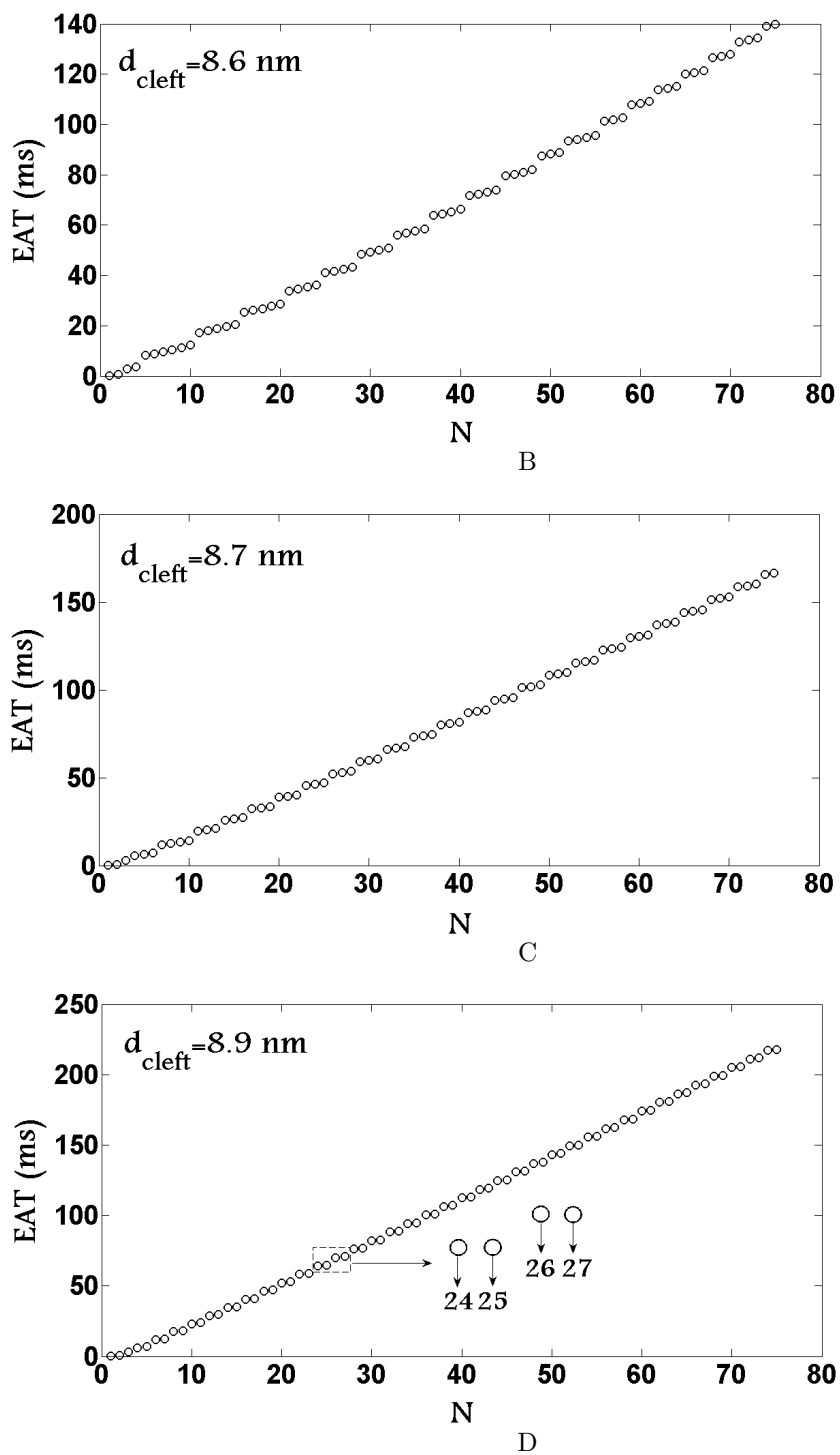 140
120
100
80
60
40
20
0
EAT (ms)
d_cleft=8.6 nm
0 10 20 30 40 50 60 70 80
N
B
200
150
100
50
0
EAT (ms)
d_cleft=8.7 nm
0 10 20 30 40 50 60 70 80
N
C
250
200
150
100
50
0
EAT (ms)
d_cleft=8.9 nm
24 25 26 27
0 10 20 30 40 50 60 70 80
N
D